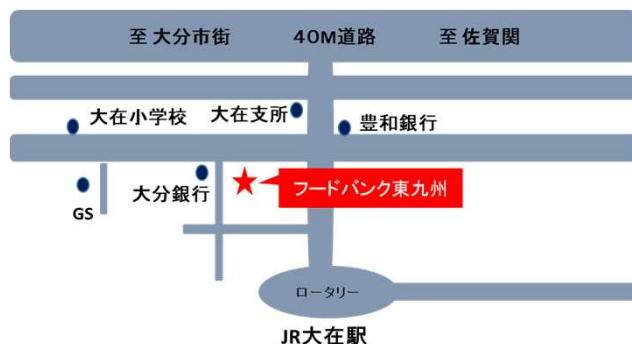 至 大分市街
40M道路
至 佐賀関
大在小学校
大在支所
豊和銀行
大分銀行
フードバンク東九州
GS
ロータリー
JR大在駅